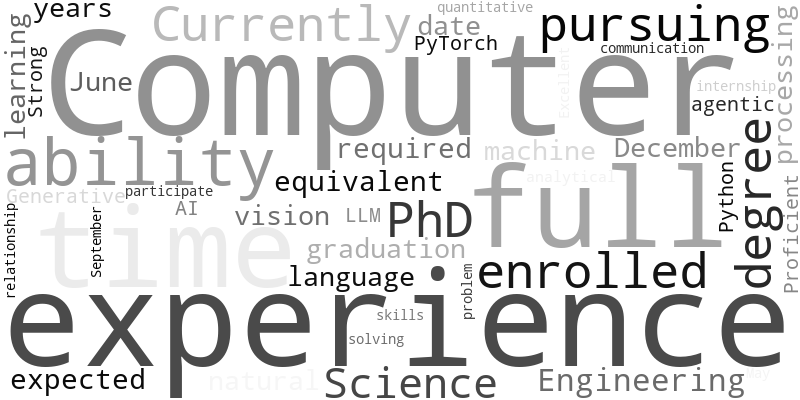 years
Currently
date
quantitative
pursuing
PyTorch
communication
learning
Strong
June
Computer
Excellent
internship
agentic
processing
ability
required
machine
December
equivalent
analytical
Generative
participate
AI
vision
LLM
PhD
full
Python
degree
Proficient
relationship
September
time
graduation
language
enrolled
problem
experience
skills
solving
expected
natural
Science
Engineering
May